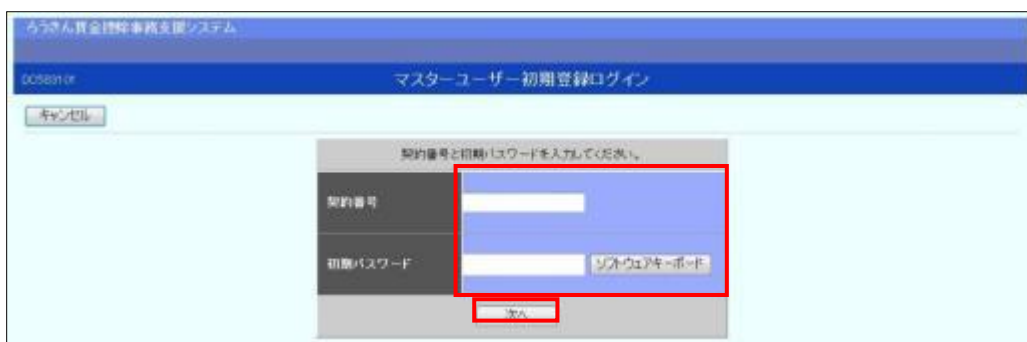 ろうきん賃金控除事務支援システム
マスターユーザー初期登録ログイン
キャンセル
契約番号と初期パスワードを入力してください。
契約番号
初期パスワード
ソフトウェアキーボード
次へ